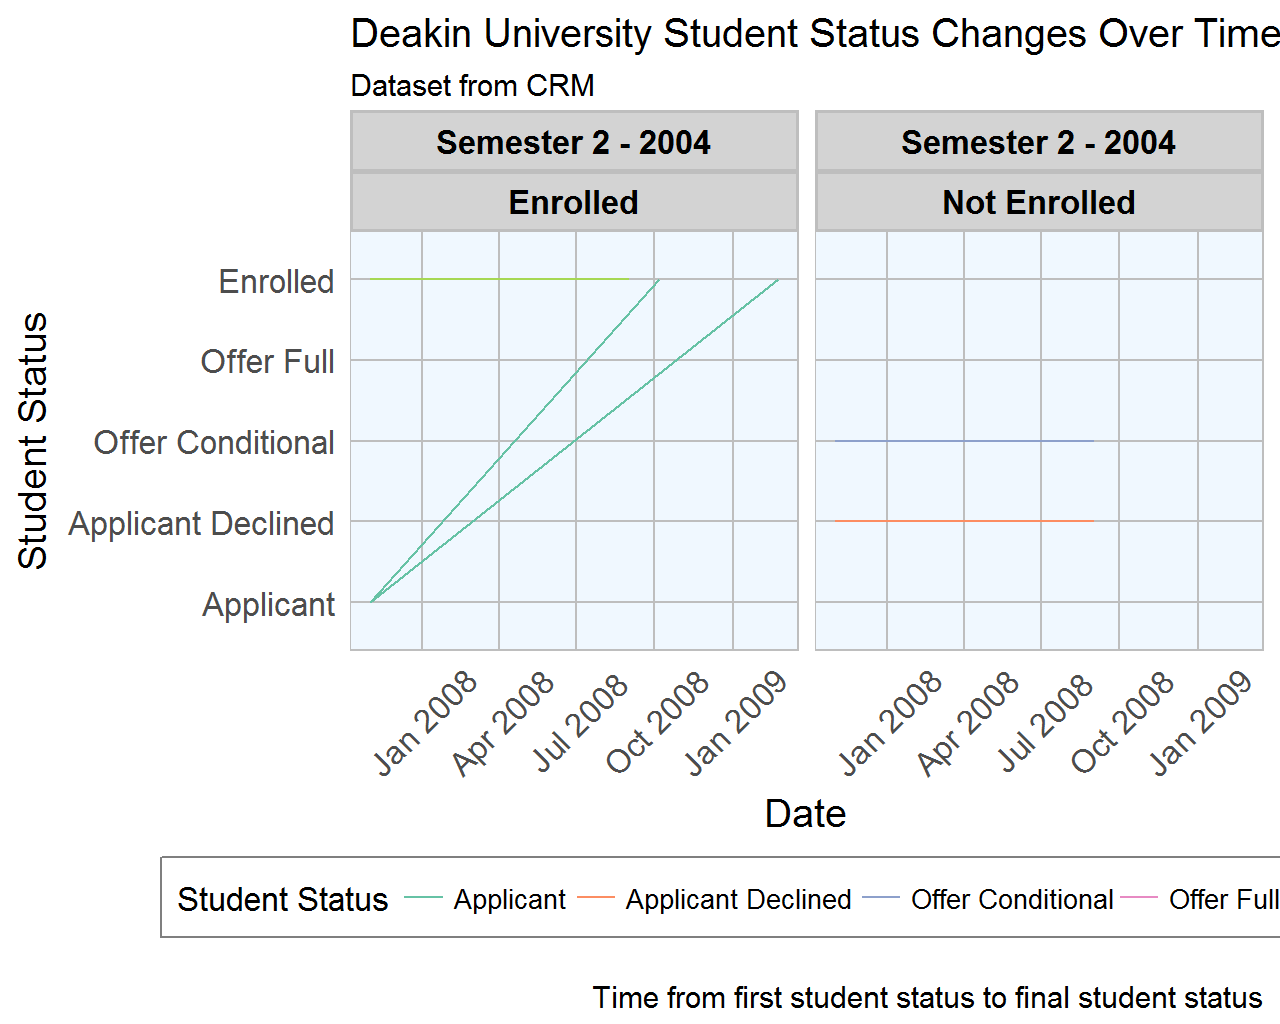 Deakin University Student Status Changes Over Time
Dataset from CRM
Semester 2 - 2004
Semester 2 - 2004
Enrolled
Not Enrolled
Student Status
Enrolled
Offer Full
Offer Conditional
Applicant Declined
Applicant
Jan 2008
Apr 2008
Jul 2008
Oct 2008
Jan 2009
Jan 2008
Apr 2008
Jul 2008
Oct 2008
Jan 2009
Date
Student Status Applicant Applicant Declined Offer Conditional Offer Full
Time from first student status to final student status